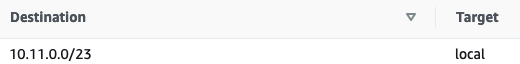 Destination Target
10.11.0.0/23 local